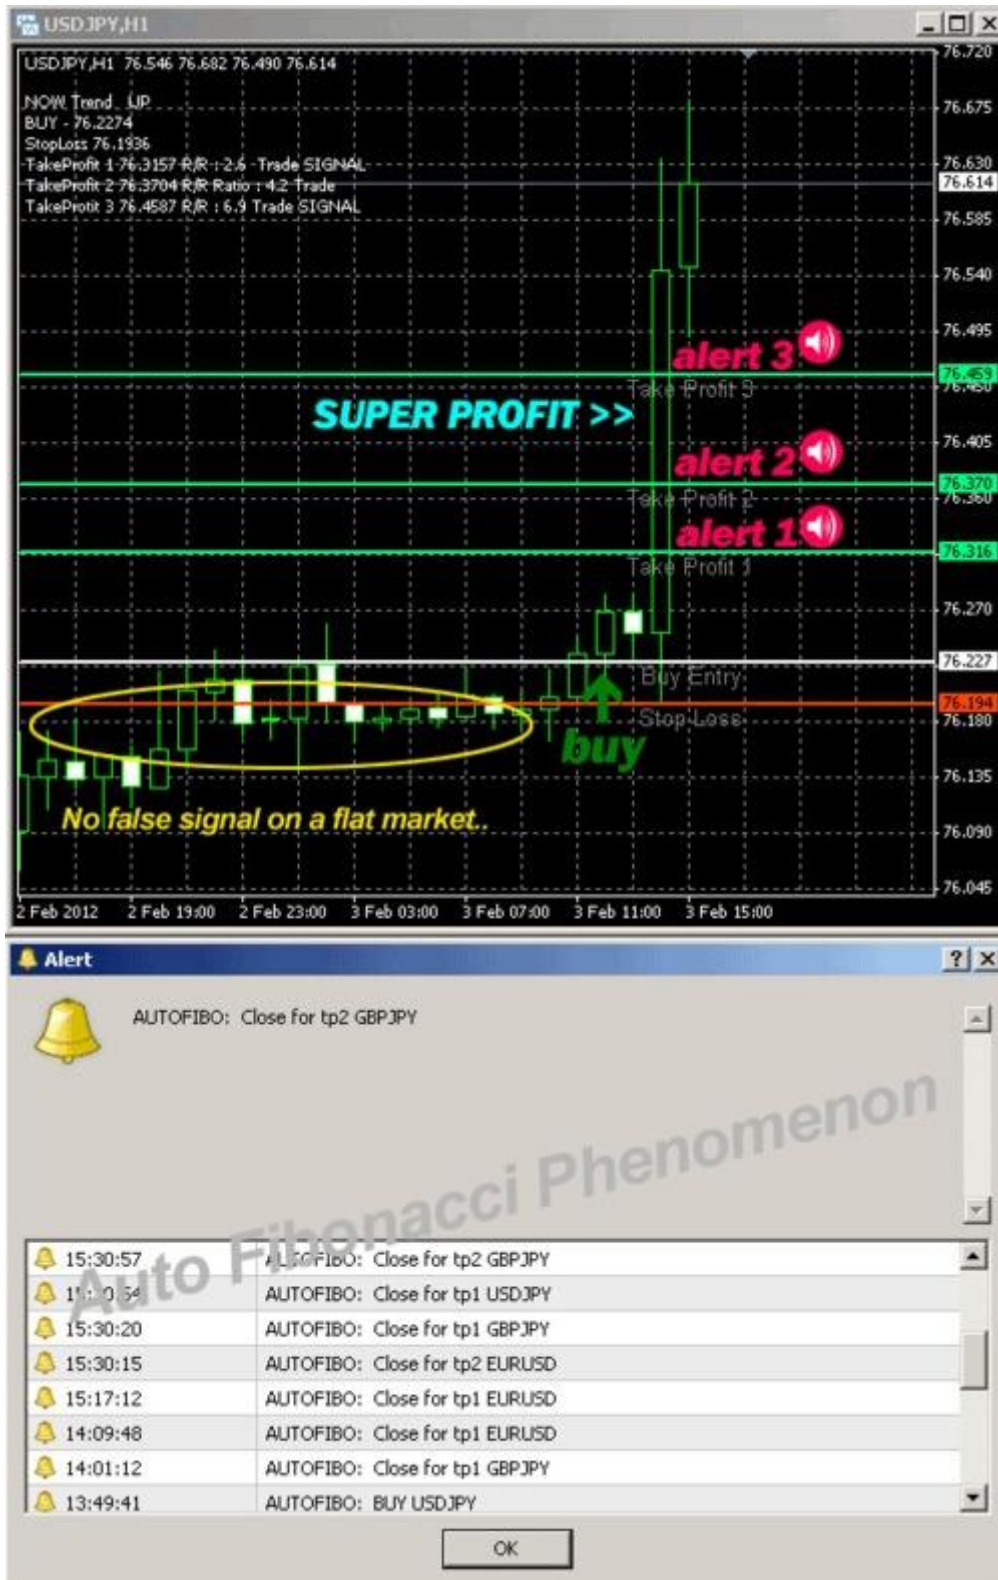 USDJPY,H1
USDJPY,H1 76.546 76.682 76.490 76.614
NOW Trend UP
BUY - 76.2274
StopLoss 76.1936
TakeProfit 1 76.3157 R/R : 2.6 Trade SIGNAL
TakeProfit 2 76.3704 R/R Ratio : 4.2 Trade
TakeProtit 3 76.4587 R/R : 6.9 Trade SIGNAL
76.720
76.675
76.630
76.614
76.585
76.540
76.495
alert 3
76.459
Take Profit 3
76.450
SUPER PROFIT >>
76.405
alert 2
76.370
Take Profit 2
76.360
alert 1
76.316
Take Profit 1
76.270
76.227
Buy Entry
76.194
Stop Loss
76.180
buy
76.135
No false signal on a flat market..
76.090
76.045
2 Feb 2012 2 Feb 19:00 2 Feb 23:00 3 Feb 03:00 3 Feb 07:00 3 Feb 11:00 3 Feb 15:00
Alert
AUTOFIBO: Close for tp2 GBPJPY
Auto Fibonacci Phenomenon
15:30:57 AUTOFIBO: Close for tp2 GBPJPY
AUTOFIBO: Close for tp1 USDJPY
15:30:20 AUTOFIBO: Close for tp1 GBPJPY
15:30:15 AUTOFIBO: Close for tp2 EURUSD
15:17:12 AUTOFIBO: Close for tp1 EURUSD
14:09:48 AUTOFIBO: Close for tp1 EURUSD
14:01:12 AUTOFIBO: Close for tp1 GBPJPY
13:49:41 AUTOFIBO: BUY USDJPY
OK